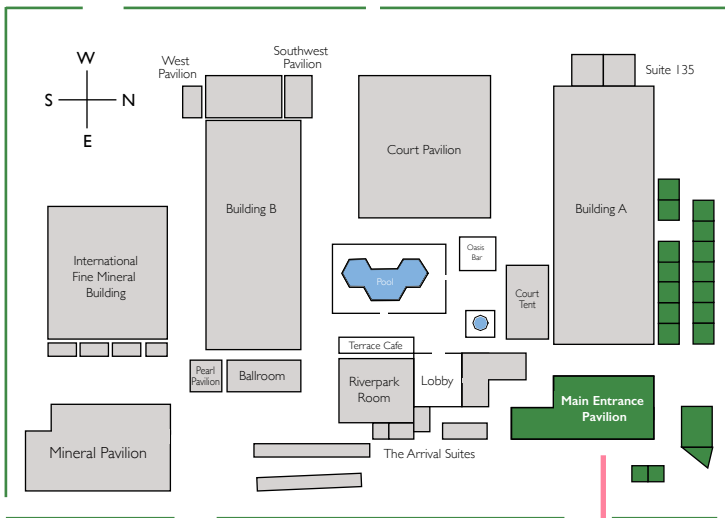 W
S
N
E
West
Pavilion
Southwest
Pavilion
Suite 135
Court Pavilion
Building B
Building A
International
Fine Mineral
Building
Oasis
Bar
Pool
Court
Tent
Terrace Cafe
Pearl
Pavilion
Ballroom
Riverpark
Room
Lobby
Main Entrance
Pavilion
Mineral Pavilion
The Arrival Suites